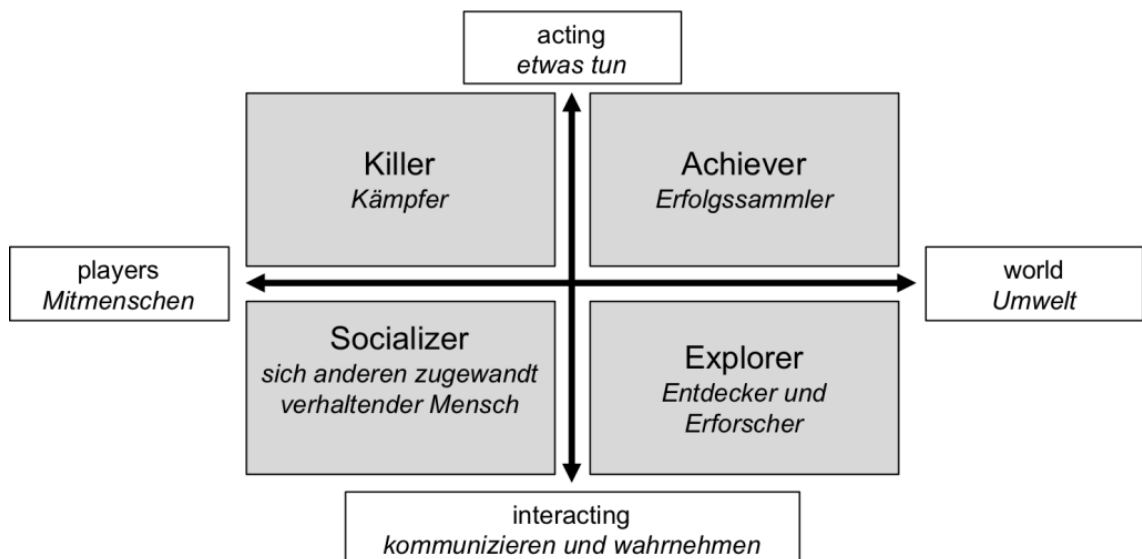 acting
etwas tun
Killer
Kämpfer
Achiever
Erfolgssammler
players
Mitmenschen
world
Umwelt
Socializer
sich anderen zugewandt
verhaltender Mensch
Explorer
Entdecker und
Erforscher
interacting
kommunizieren und wahrnehmen